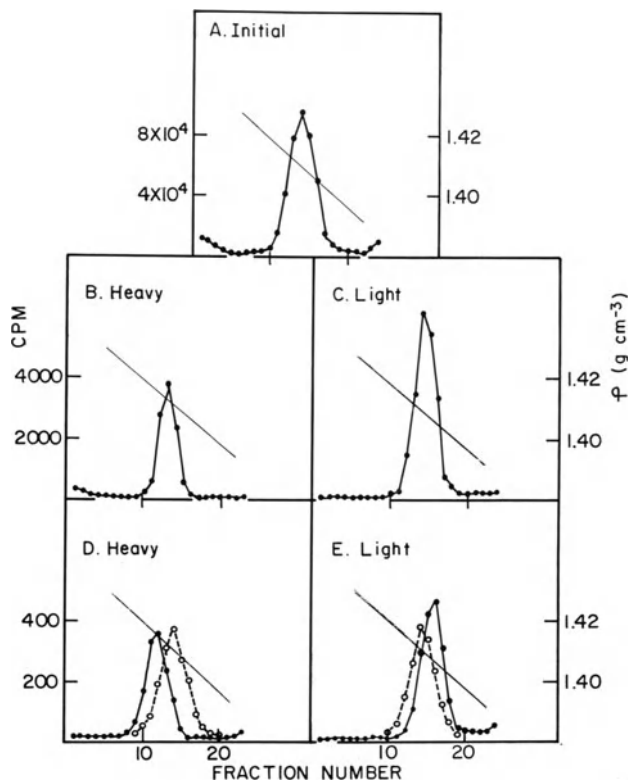 A. Initial
8X10⁴
4X10⁴
1.42
1.40
B. Heavy
C. Light
CPM
4000
2000
1.42
1.40
ρ (g cm⁻³)
D. Heavy
E. Light
400
200
1.42
1.40
10
20
10
20
FRACTION NUMBER